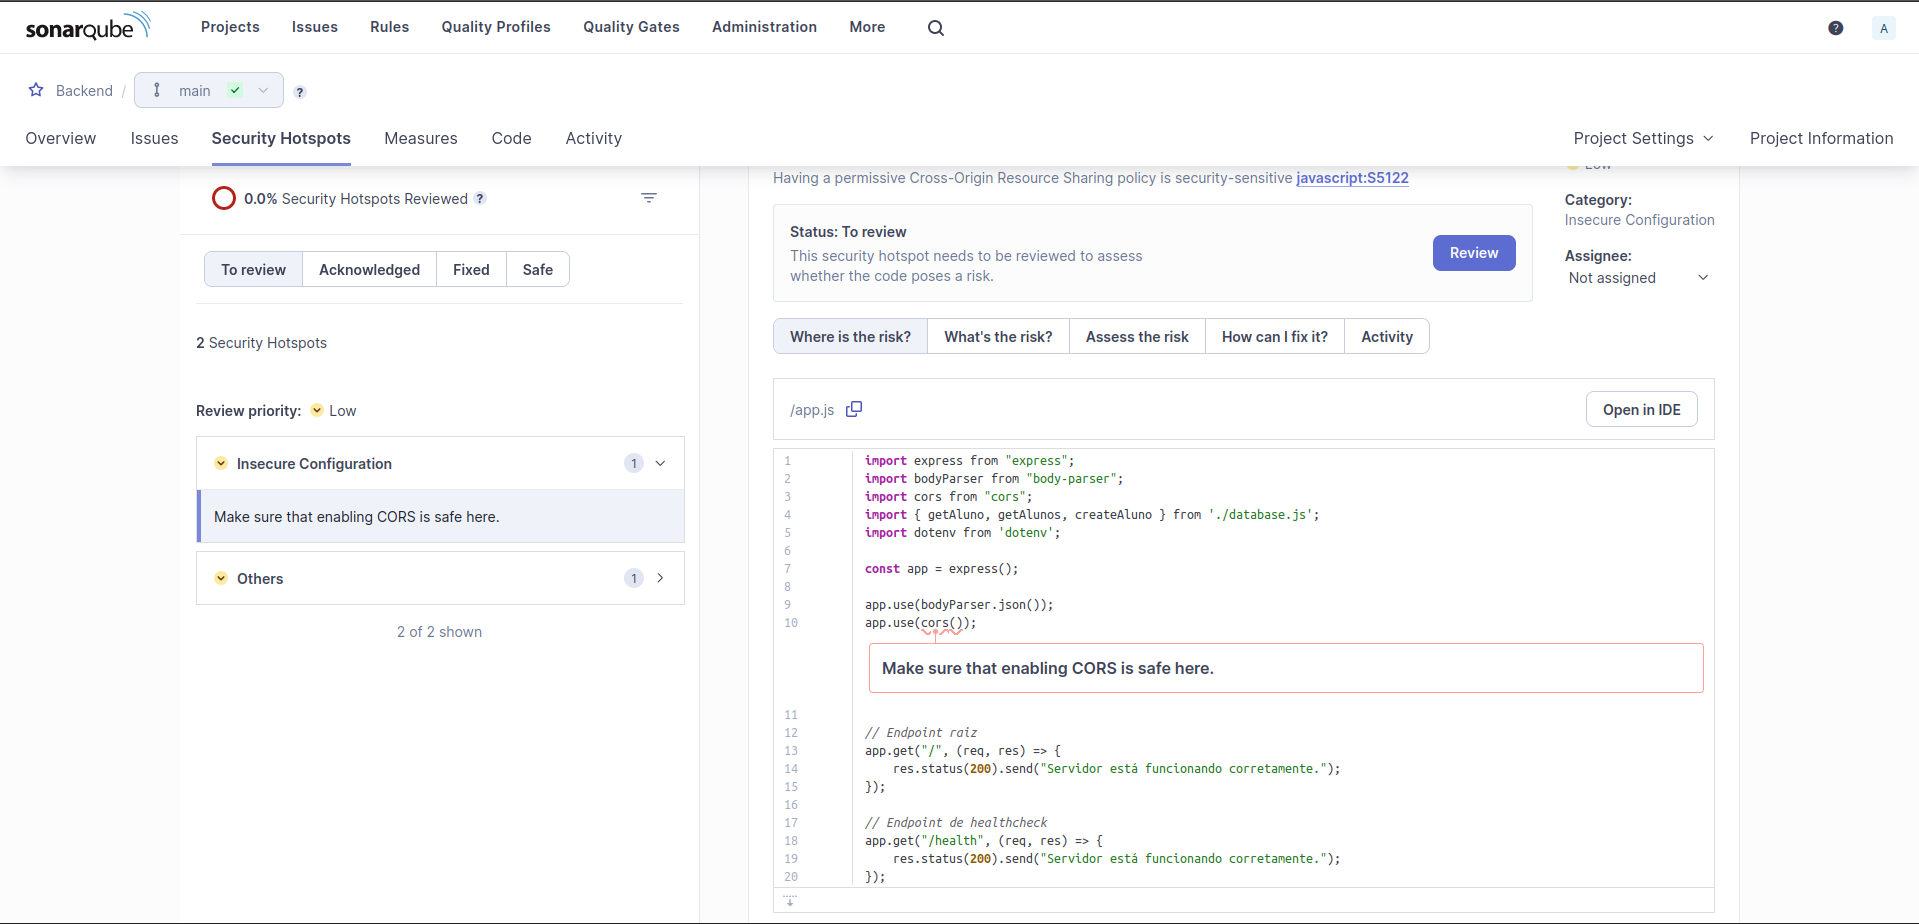 sonarqube
Projects Issues Rules Quality Profiles Quality Gates Administration More
? A
Backend / main ?
Overview Issues Security Hotspots Measures Code Activity Project Settings Project Information
0.0% Security Hotspots Reviewed ?
To review Acknowledged Fixed Safe
2 Security Hotspots
Review priority: Low
Insecure Configuration 1
Make sure that enabling CORS is safe here.
Others 1
2 of 2 shown
Having a permissive Cross-Origin Resource Sharing policy is security-sensitive javascript:S5122
Status: To review
This security hotspot needs to be reviewed to assess
whether the code poses a risk.
Review
Low
Category:
Insecure Configuration
Assignee:
Not assigned
Where is the risk? What's the risk? Assess the risk How can I fix it? Activity
/app.js Open in IDE
1 import express from "express";
2 import bodyParser from "body-parser";
3 import cors from "cors";
4 import { getAluno, getAlunos, createAluno } from './database.js';
5 import dotenv from 'dotenv';
6
7 const app = express();
8
9 app.use(bodyParser.json());
10 app.use(cors());
Make sure that enabling CORS is safe here.
11
12 // Endpoint raiz
13 app.get("/", (req, res) => {
14 res.status(200).send("Servidor está funcionando corretamente.");
15 });
16
17 // Endpoint de healthcheck
18 app.get("/health", (req, res) => {
19 res.status(200).send("Servidor está funcionando corretamente.");
20 });